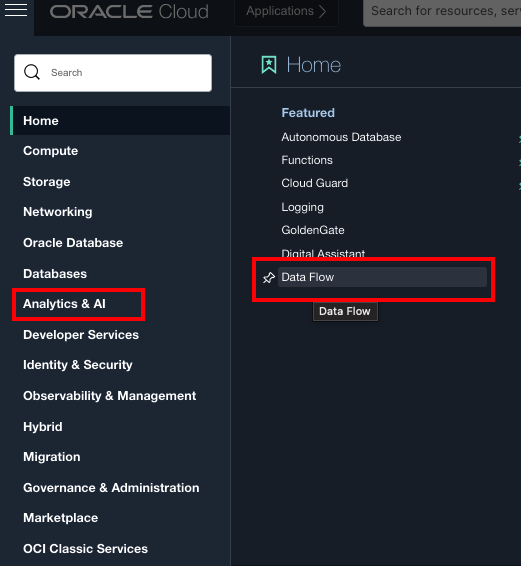 ORACLE Cloud
Applications
Search for resources, ser
Search
Home
Compute
Storage
Networking
Oracle Database
Databases
Analytics & AI
Developer Services
Identity & Security
Observability & Management
Hybrid
Migration
Governance & Administration
Marketplace
OCI Classic Services
Home
Featured
Autonomous Database
Functions
Cloud Guard
Logging
GoldenGate
Digital Assistant
Data Flow
Data Flow